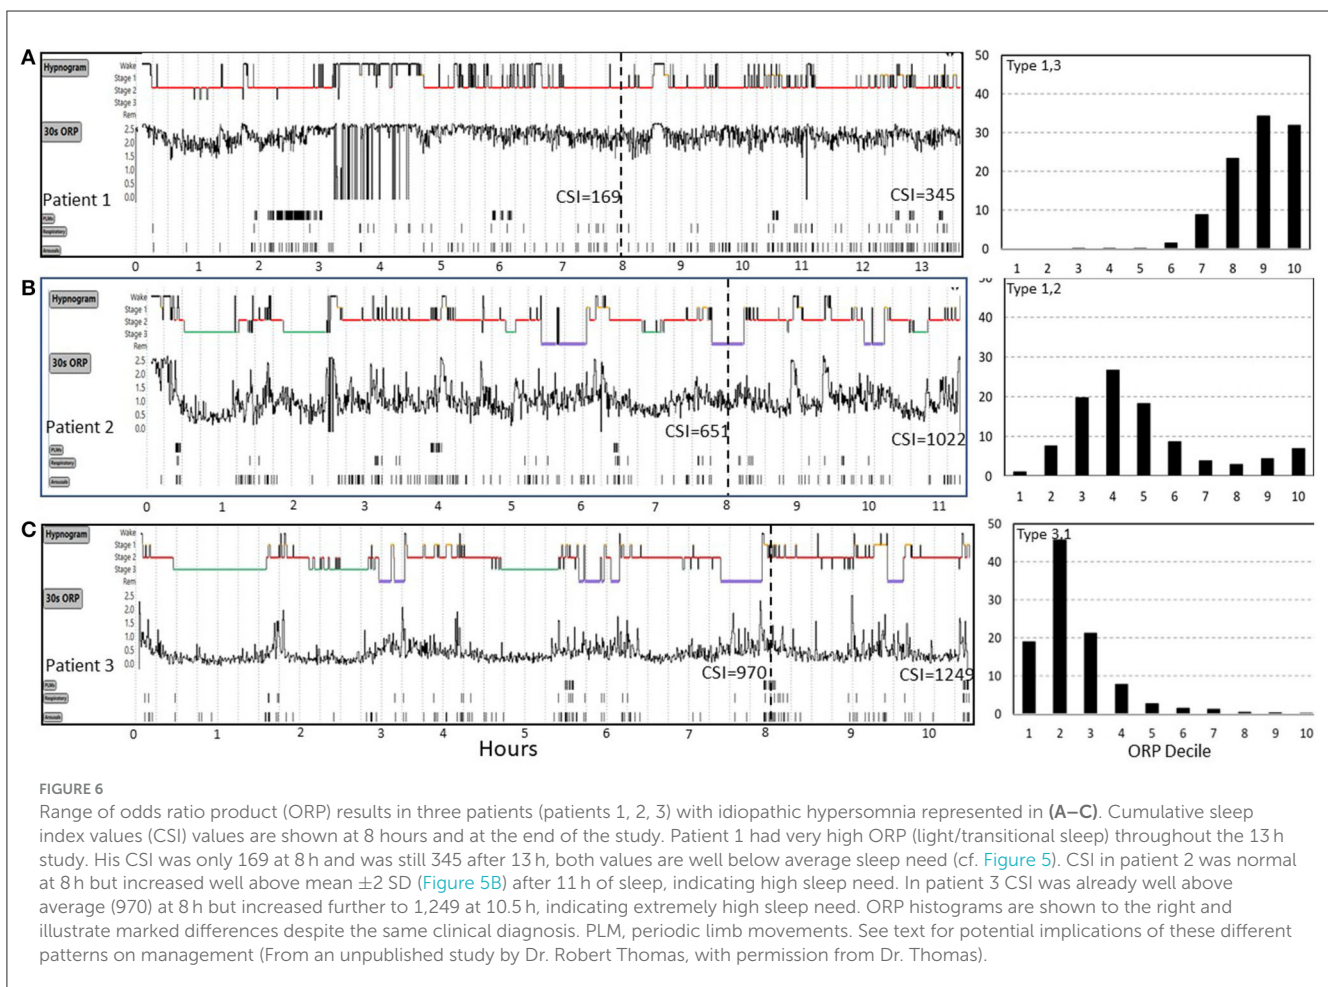 A
Hypnogram
Wake
Stage 1
Stage 2
Stage 3
Rem
30s ORP
2.5
2.0
1.5
1.0
0.5
0.0
Patient 1
CSI=169
CSI=345
PLMs
Respiratory
Arousals
0 1 2 3 4 5 6 7 8 9 10 11 12 13
Type 1,3
50
40
30
20
10
0
1 2 3 4 5 6 7 8 9 10
B
Hypnogram
Wake
Stage 1
Stage 2
Stage 3
Rem
30s ORP
2.5
2.0
1.5
1.0
0.5
0.0
Patient 2
CSI=651
CSI=1022
PLMs
Respiratory
Arousals
0 1 2 3 4 5 6 7 8 9 10 11
Type 1,2
50
40
30
20
10
0
1 2 3 4 5 6 7 8 9 10
C
Hypnogram
Wake
Stage 1
Stage 2
Stage 3
Rem
30s ORP
2.5
2.0
1.5
1.0
0.5
0.0
Patient 3
CSI=970
CSI=1249
PLMs
Respiratory
Arousals
0 1 2 3 4 5 6 7 8 9 10
Hours
Type 3,1
50
40
30
20
10
0
1 2 3 4 5 6 7 8 9 10
ORP Decile
FIGURE 6
Range of odds ratio product (ORP) results in three patients (patients 1, 2, 3) with idiopathic hypersomnia represented in (A–C). Cumulative sleep
index values (CSI) values are shown at 8 hours and at the end of the study. Patient 1 had very high ORP (light/transitional sleep) throughout the 13 h
study. His CSI was only 169 at 8 h and was still 345 after 13 h, both values are well below average sleep need (cf. Figure 5). CSI in patient 2 was normal
at 8 h but increased well above mean ±2 SD (Figure 5B) after 11 h of sleep, indicating high sleep need. In patient 3 CSI was already well above
average (970) at 8 h but increased further to 1,249 at 10.5 h, indicating extremely high sleep need. ORP histograms are shown to the right and
illustrate marked differences despite the same clinical diagnosis. PLM, periodic limb movements. See text for potential implications of these different
patterns on management (From an unpublished study by Dr. Robert Thomas, with permission from Dr. Thomas).